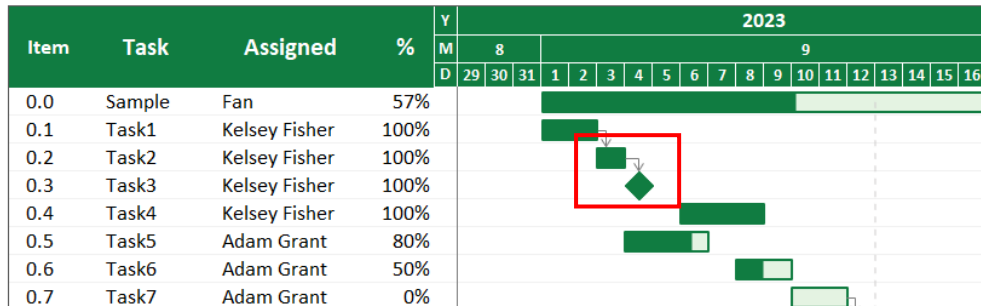 Y 2023
Item Task Assigned % M 8 9
D 29 30 31 1 2 3 4 5 6 7 8 9 10 11 12 13 14 15 16
0.0 Sample Fan 57%
0.1 Task1 Kelsey Fisher 100%
0.2 Task2 Kelsey Fisher 100%
0.3 Task3 Kelsey Fisher 100%
0.4 Task4 Kelsey Fisher 100%
0.5 Task5 Adam Grant 80%
0.6 Task6 Adam Grant 50%
0.7 Task7 Adam Grant 0%